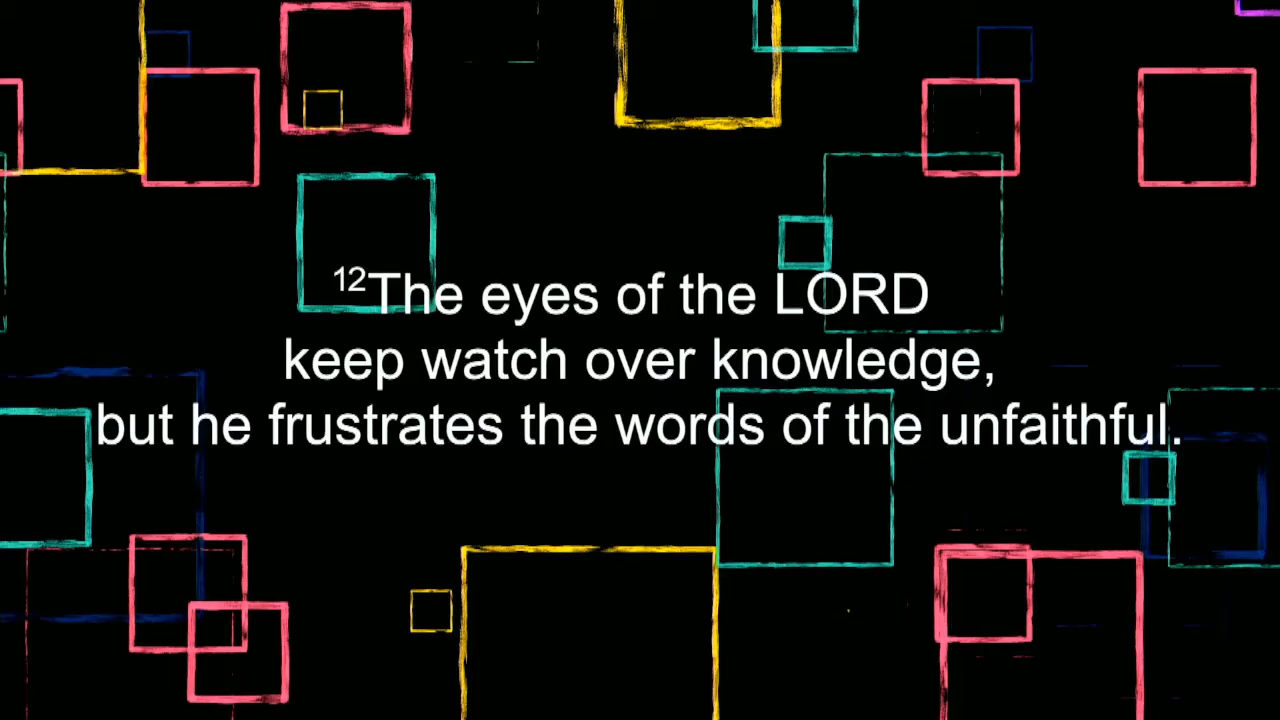 12The eyes of the LORD
keep watch over knowledge,
but he frustrates the words of the unfaithful.